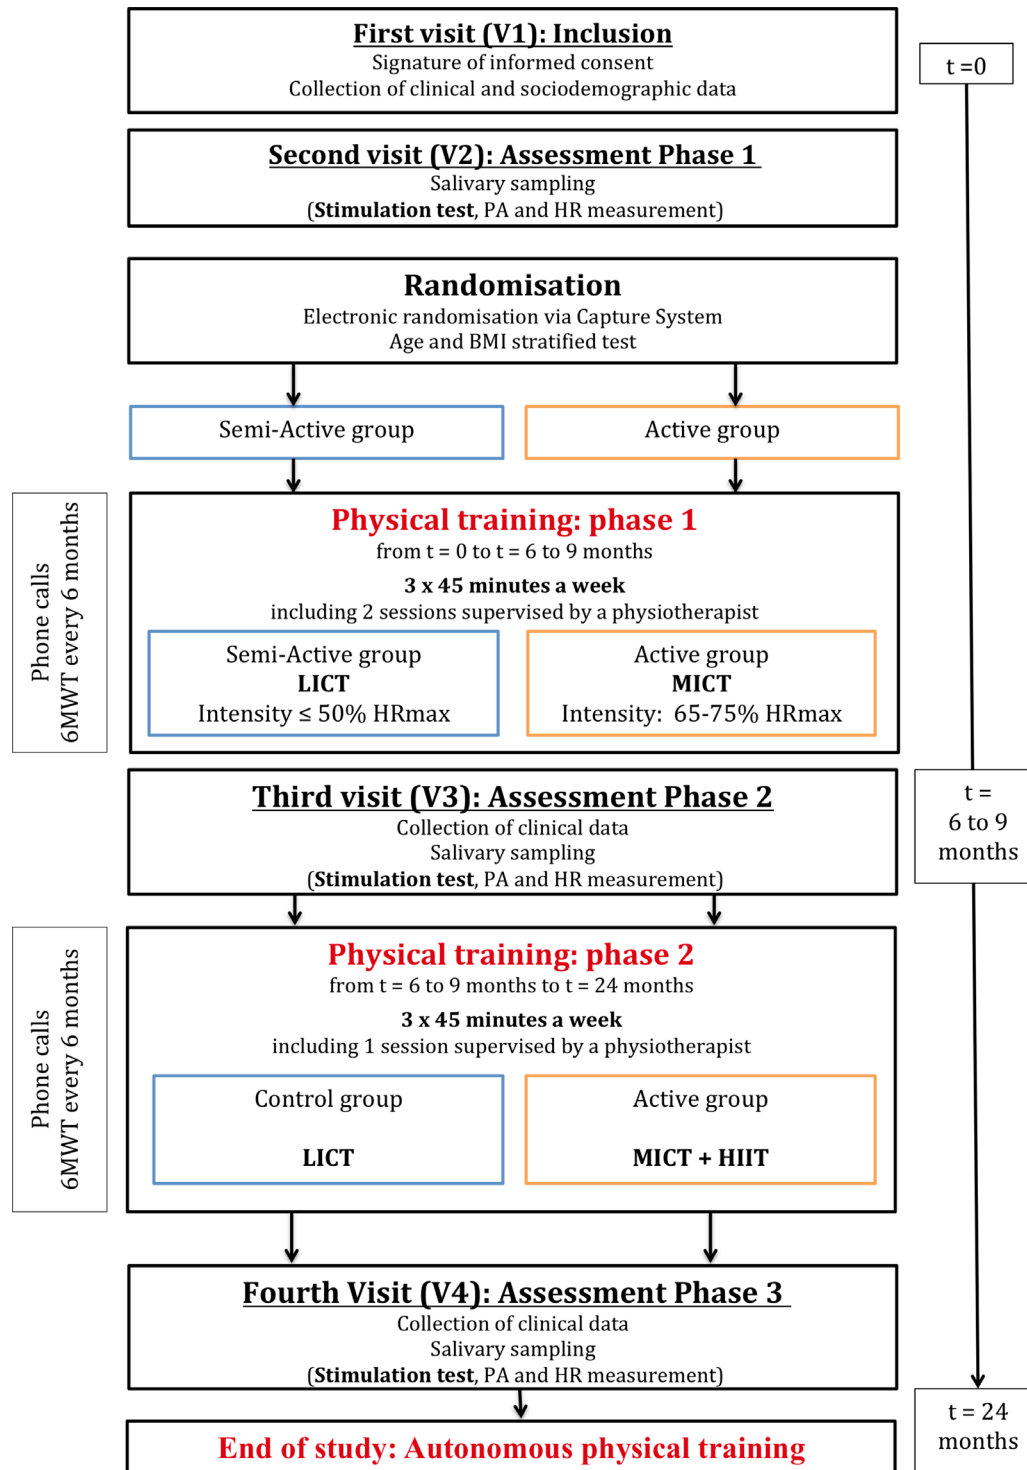 First visit (V1): Inclusion
Signature of informed consent
Collection of clinical and sociodemographic data
t =0
Second visit (V2): Assessment Phase 1
Salivary sampling
(Stimulation test, PA and HR measurement)
Randomisation
Electronic randomisation via Capture System
Age and BMI stratified test
Semi-Active group
Active group
Phone calls
6MWT every 6 months
Physical training: phase 1
from t = 0 to t = 6 to 9 months
3 x 45 minutes a week
including 2 sessions supervised by a physiotherapist
Semi-Active group
LICT
Intensity ≤ 50% HRmax
Active group
MICT
Intensity: 65-75% HRmax
Third visit (V3): Assessment Phase 2
Collection of clinical data
Salivary sampling
(Stimulation test, PA and HR measurement)
t =
6 to 9
months
Phone calls
6MWT every 6 months
Physical training: phase 2
from t = 6 to 9 months to t = 24 months
3 x 45 minutes a week
including 1 session supervised by a physiotherapist
Control group
LICT
Active group
MICT + HIIT
Fourth Visit (V4): Assessment Phase 3
Collection of clinical data
Salivary sampling
(Stimulation test, PA and HR measurement)
t = 24
months
End of study: Autonomous physical training